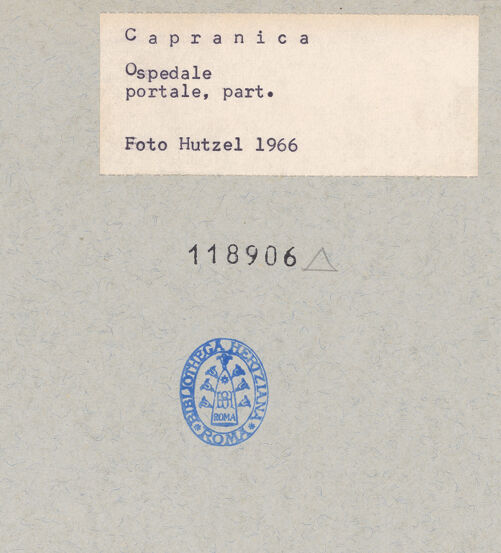 C a p r a n i c a
Ospedale
portale, part.
Foto Hutzel 1966
118906
BIBLIOTHECA HERTZIANA
ROMA
* ROMA *